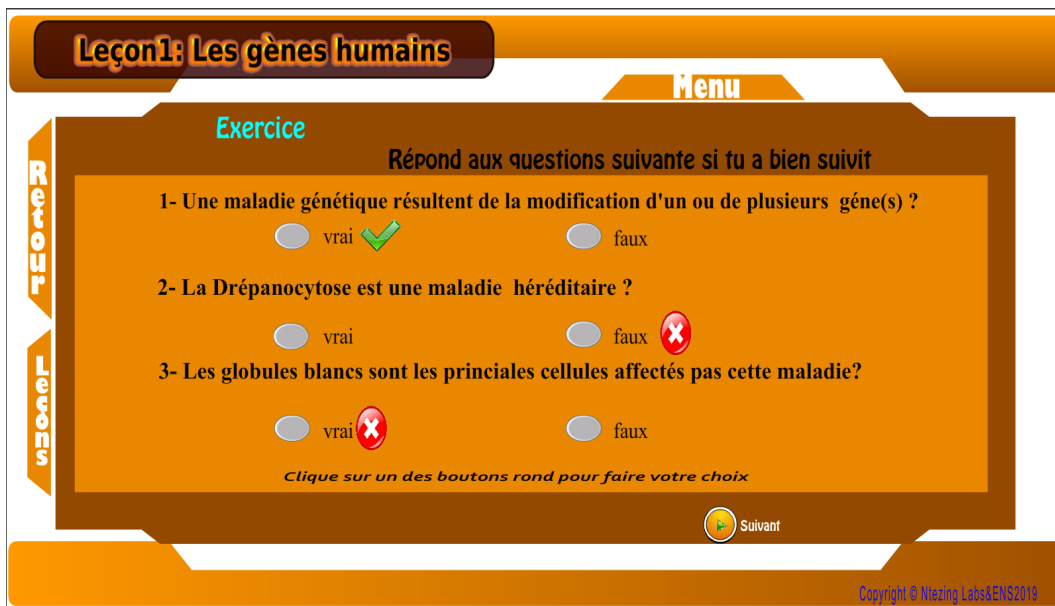 Leçon1: Les gènes humains
Menu
Exercice
Répond aux questions suivante si tu a bien suivit
Retour
1- Une maladie génétique résultent de la modification d'un ou de plusieurs géne(s) ?
vrai faux
2- La Drépanocytose est une maladie héréditaire ?
vrai faux
3- Les globules blancs sont les princiales cellules affectés pas cette maladie?
vrai faux
Leçons
Clique sur un des boutons rond pour faire votre choix
Suivant
Copyright © Ntezing Labs&ENS2019